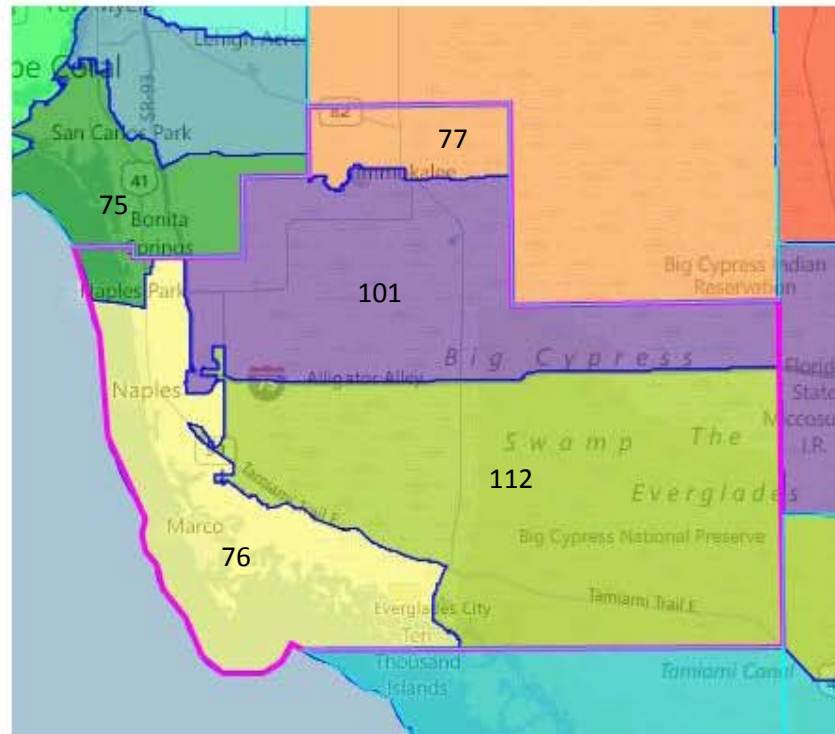 Lehigh Acres
pe Coral
SR-93
82
77
San Carlos Park
Immokalee
41
75
Bonita
Springs
Big Cypress Indian
Reservation
Naples Park
101
Big Cypress
75
Alligator Alley
Naples
Swamp The
112
Everglades
Tamiami Trail E
Marco
Big Cypress National Preserve
76
Tamiami Trail E
Everglades City
Ten
Thousand
Islands
Tamiami Canal
State
I.R.